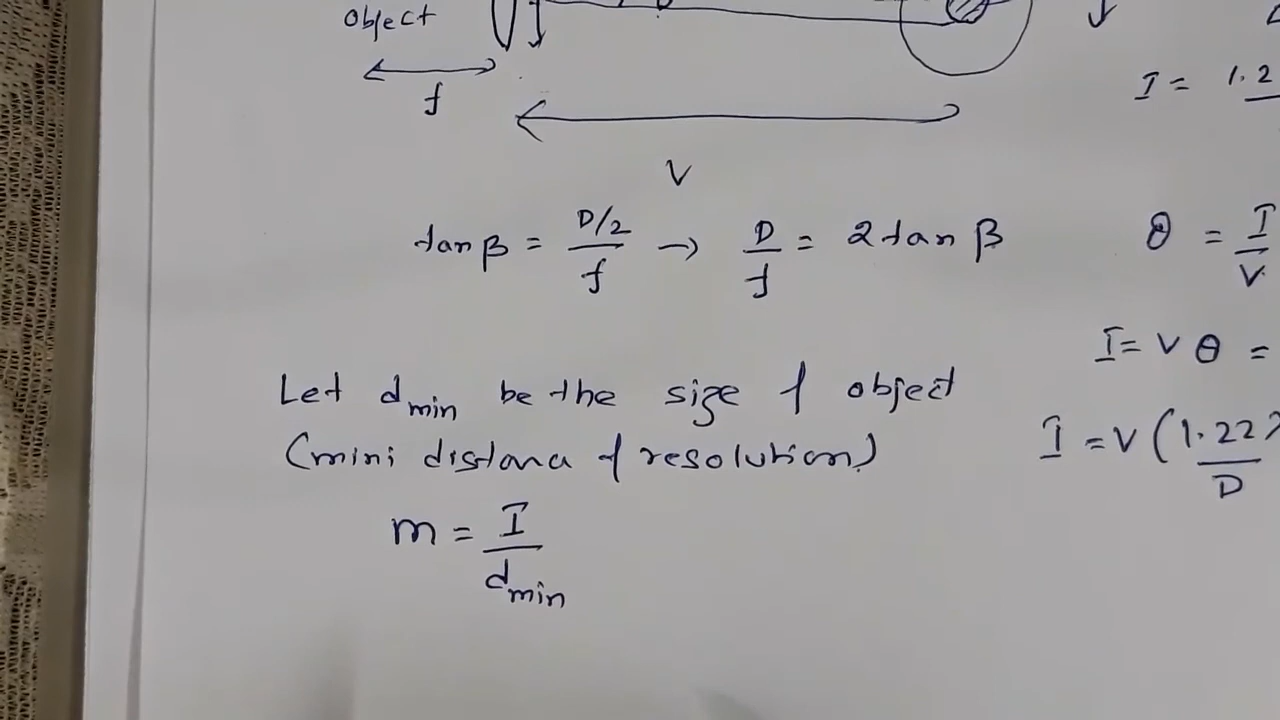 object
f
V
tan β = D/2 / f → D / f = 2 tan β
Let dmin be the size of object
(mini distana of resolution)
m = I / dmin
I = 1.2
θ = I / V
I = V θ =
I = V ( 1.22 λ / D